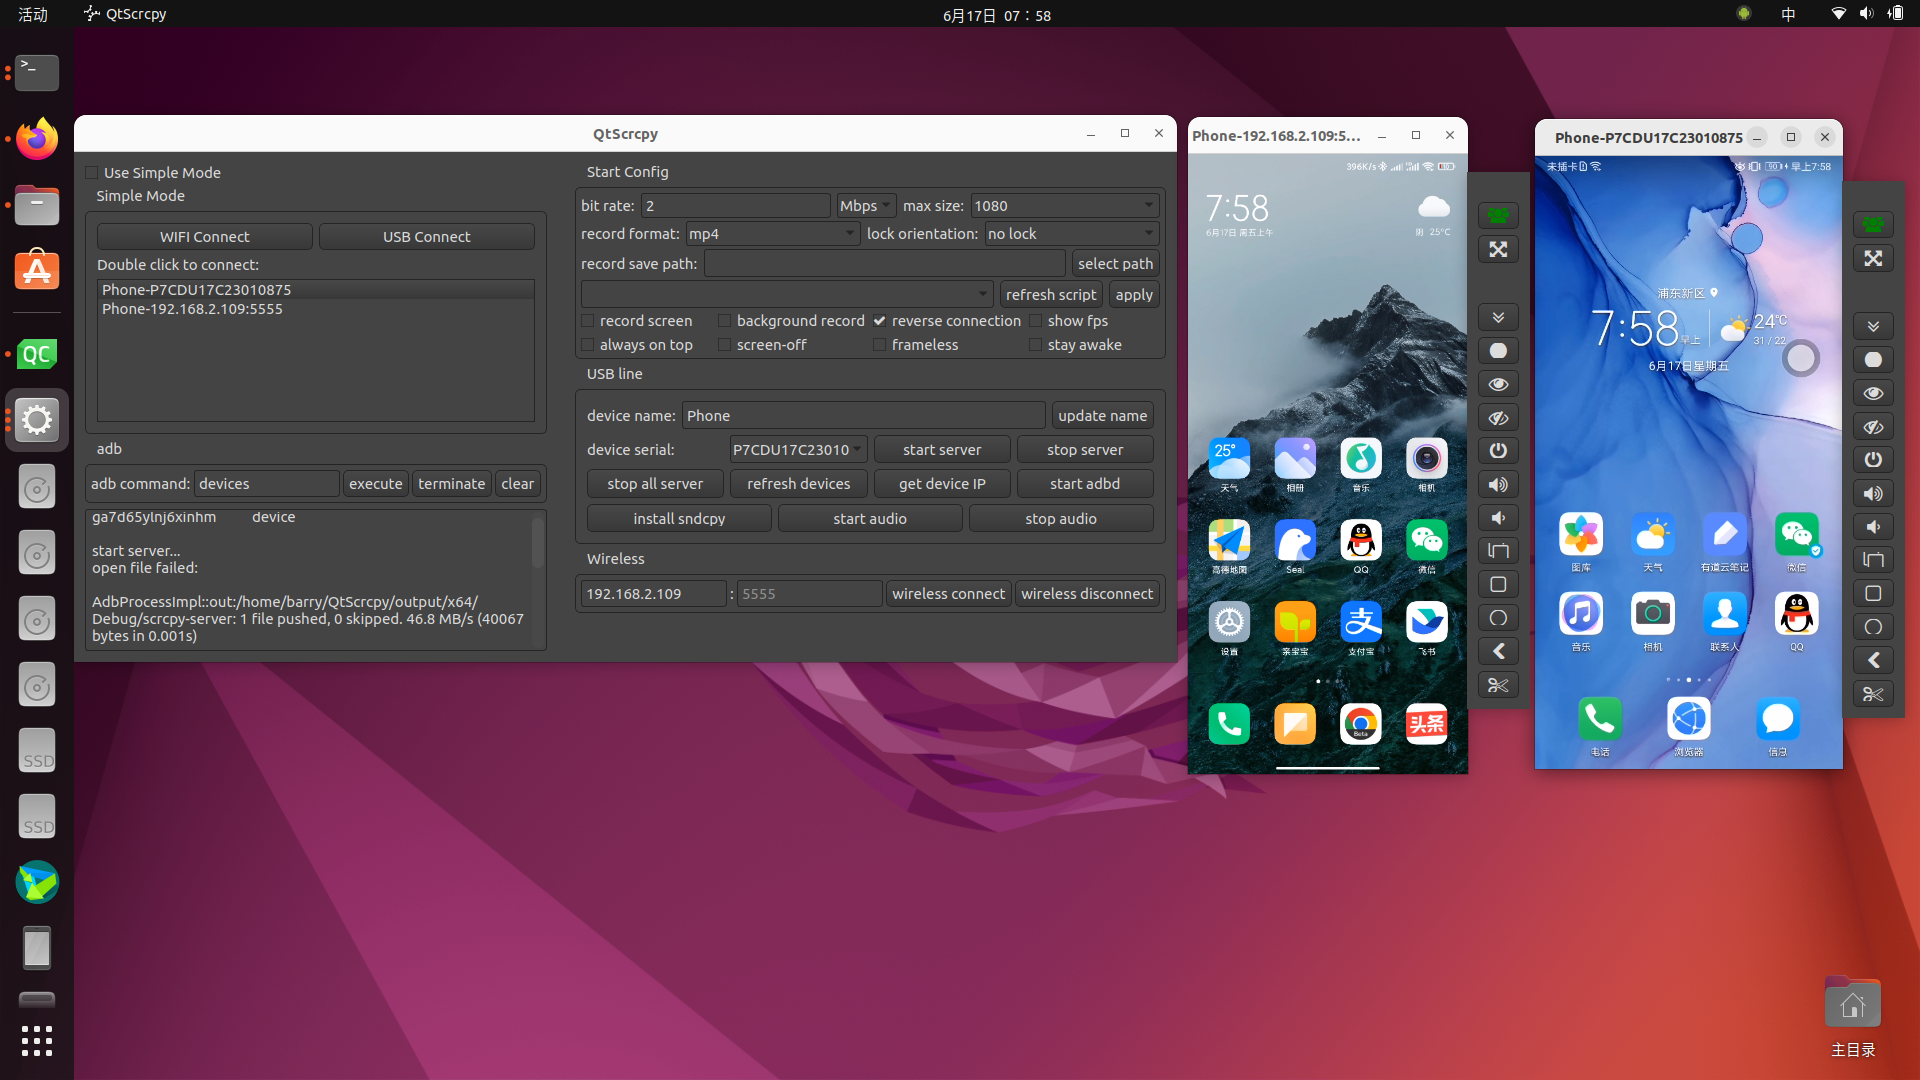 活动
QtScrcpy
6月17日 07：58
中
QtScrcpy
Use Simple Mode
Simple Mode
WIFI Connect
USB Connect
Double click to connect:
Phone-P7CDU17C23010875
Phone-192.168.2.109:5555
adb
adb command:
devices
execute
terminate
clear
ga7d65ylnj6xinhm device
start server...
open file failed:
AdbProcessImpl::out:/home/barry/QtScrcpy/output/x64/
Debug/scrcpy-server: 1 file pushed, 0 skipped. 46.8 MB/s (40067
bytes in 0.001s)
Start Config
bit rate: 2 Mbps max size: 1080
record format: mp4 lock orientation: no lock
record save path: select path
refresh script apply
record screen background record reverse connection show fps
always on top screen-off frameless stay awake
USB line
device name: Phone update name
device serial: P7CDU17C23010 start server stop server
stop all server refresh devices get device IP start adbd
install sndcpy start audio stop audio
Wireless
192.168.2.109 : 5555 wireless connect wireless disconnect
Phone-192.168.2.109:5...
396K/s
7:58
6月17日 周五上午
阴 25°C
25°
天气 相册 音乐 相机
高德地图 Seal QQ 微信
设置 亲宝宝 支付宝 飞书
支
Beta
头条
Phone-P7CDU17C23010875
未插卡
90
早上7:58
浦东新区
7:58
早上
24°C
31 / 22
6月17日星期五
图库 天气 有道云笔记 微信
音乐 相机 联系人 QQ
电话 浏览器 信息
QC
SSD
SSD
主目录